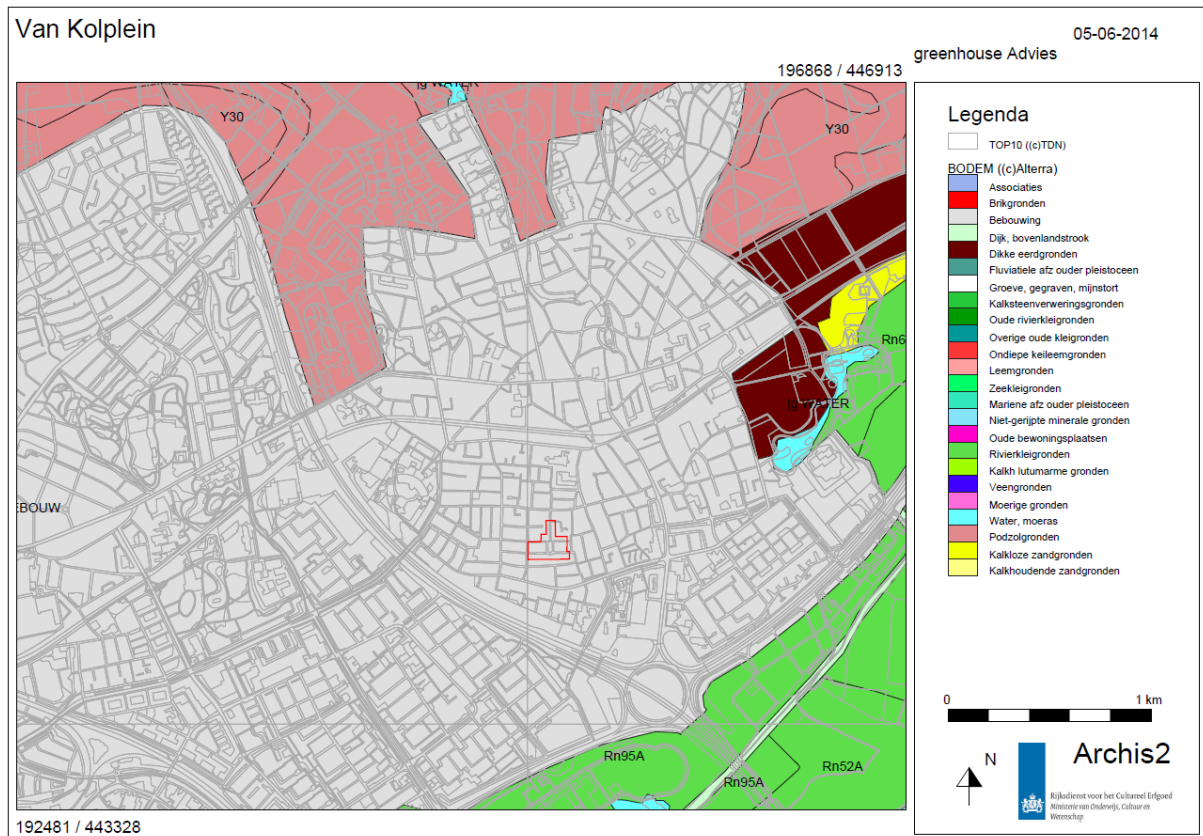 Van Kolplein
05-06-2014
greenhouse Advies
196868 / 446913
Y30
Y30
Rn6
lg WATER
EBOUW
Rn95A
Rn95A
Rn52A
192481 / 443328
Legenda
TOP10 ((c)TDN)
BODEM ((c)Alterra)
Associaties
Brikgronden
Bebouwing
Dijk, bovenlandstrook
Dikke eerdgronden
Fluviatiele afz ouder pleistoceen
Groeve, gegraven, mijnstort
Kalksteenverweringsgronden
Oude rivierkleigronden
Overige oude kleigronden
Ondiepe keileemgronden
Leemgronden
Zeekleigronden
Mariene afz ouder pleistoceen
Niet-gerijpte minerale gronden
Oude bewoningsplaatsen
Rivierkleigronden
Kalkh lutumarme gronden
Veengronden
Moerige gronden
Water, moeras
Podzolgronden
Kalkloze zandgronden
Kalkhoudende zandgronden
0 1 km
N
Archis2
Rijksdienst voor het Cultureel Erfgoed
Ministerie van Onderwijs, Cultuur en
Wetenschap